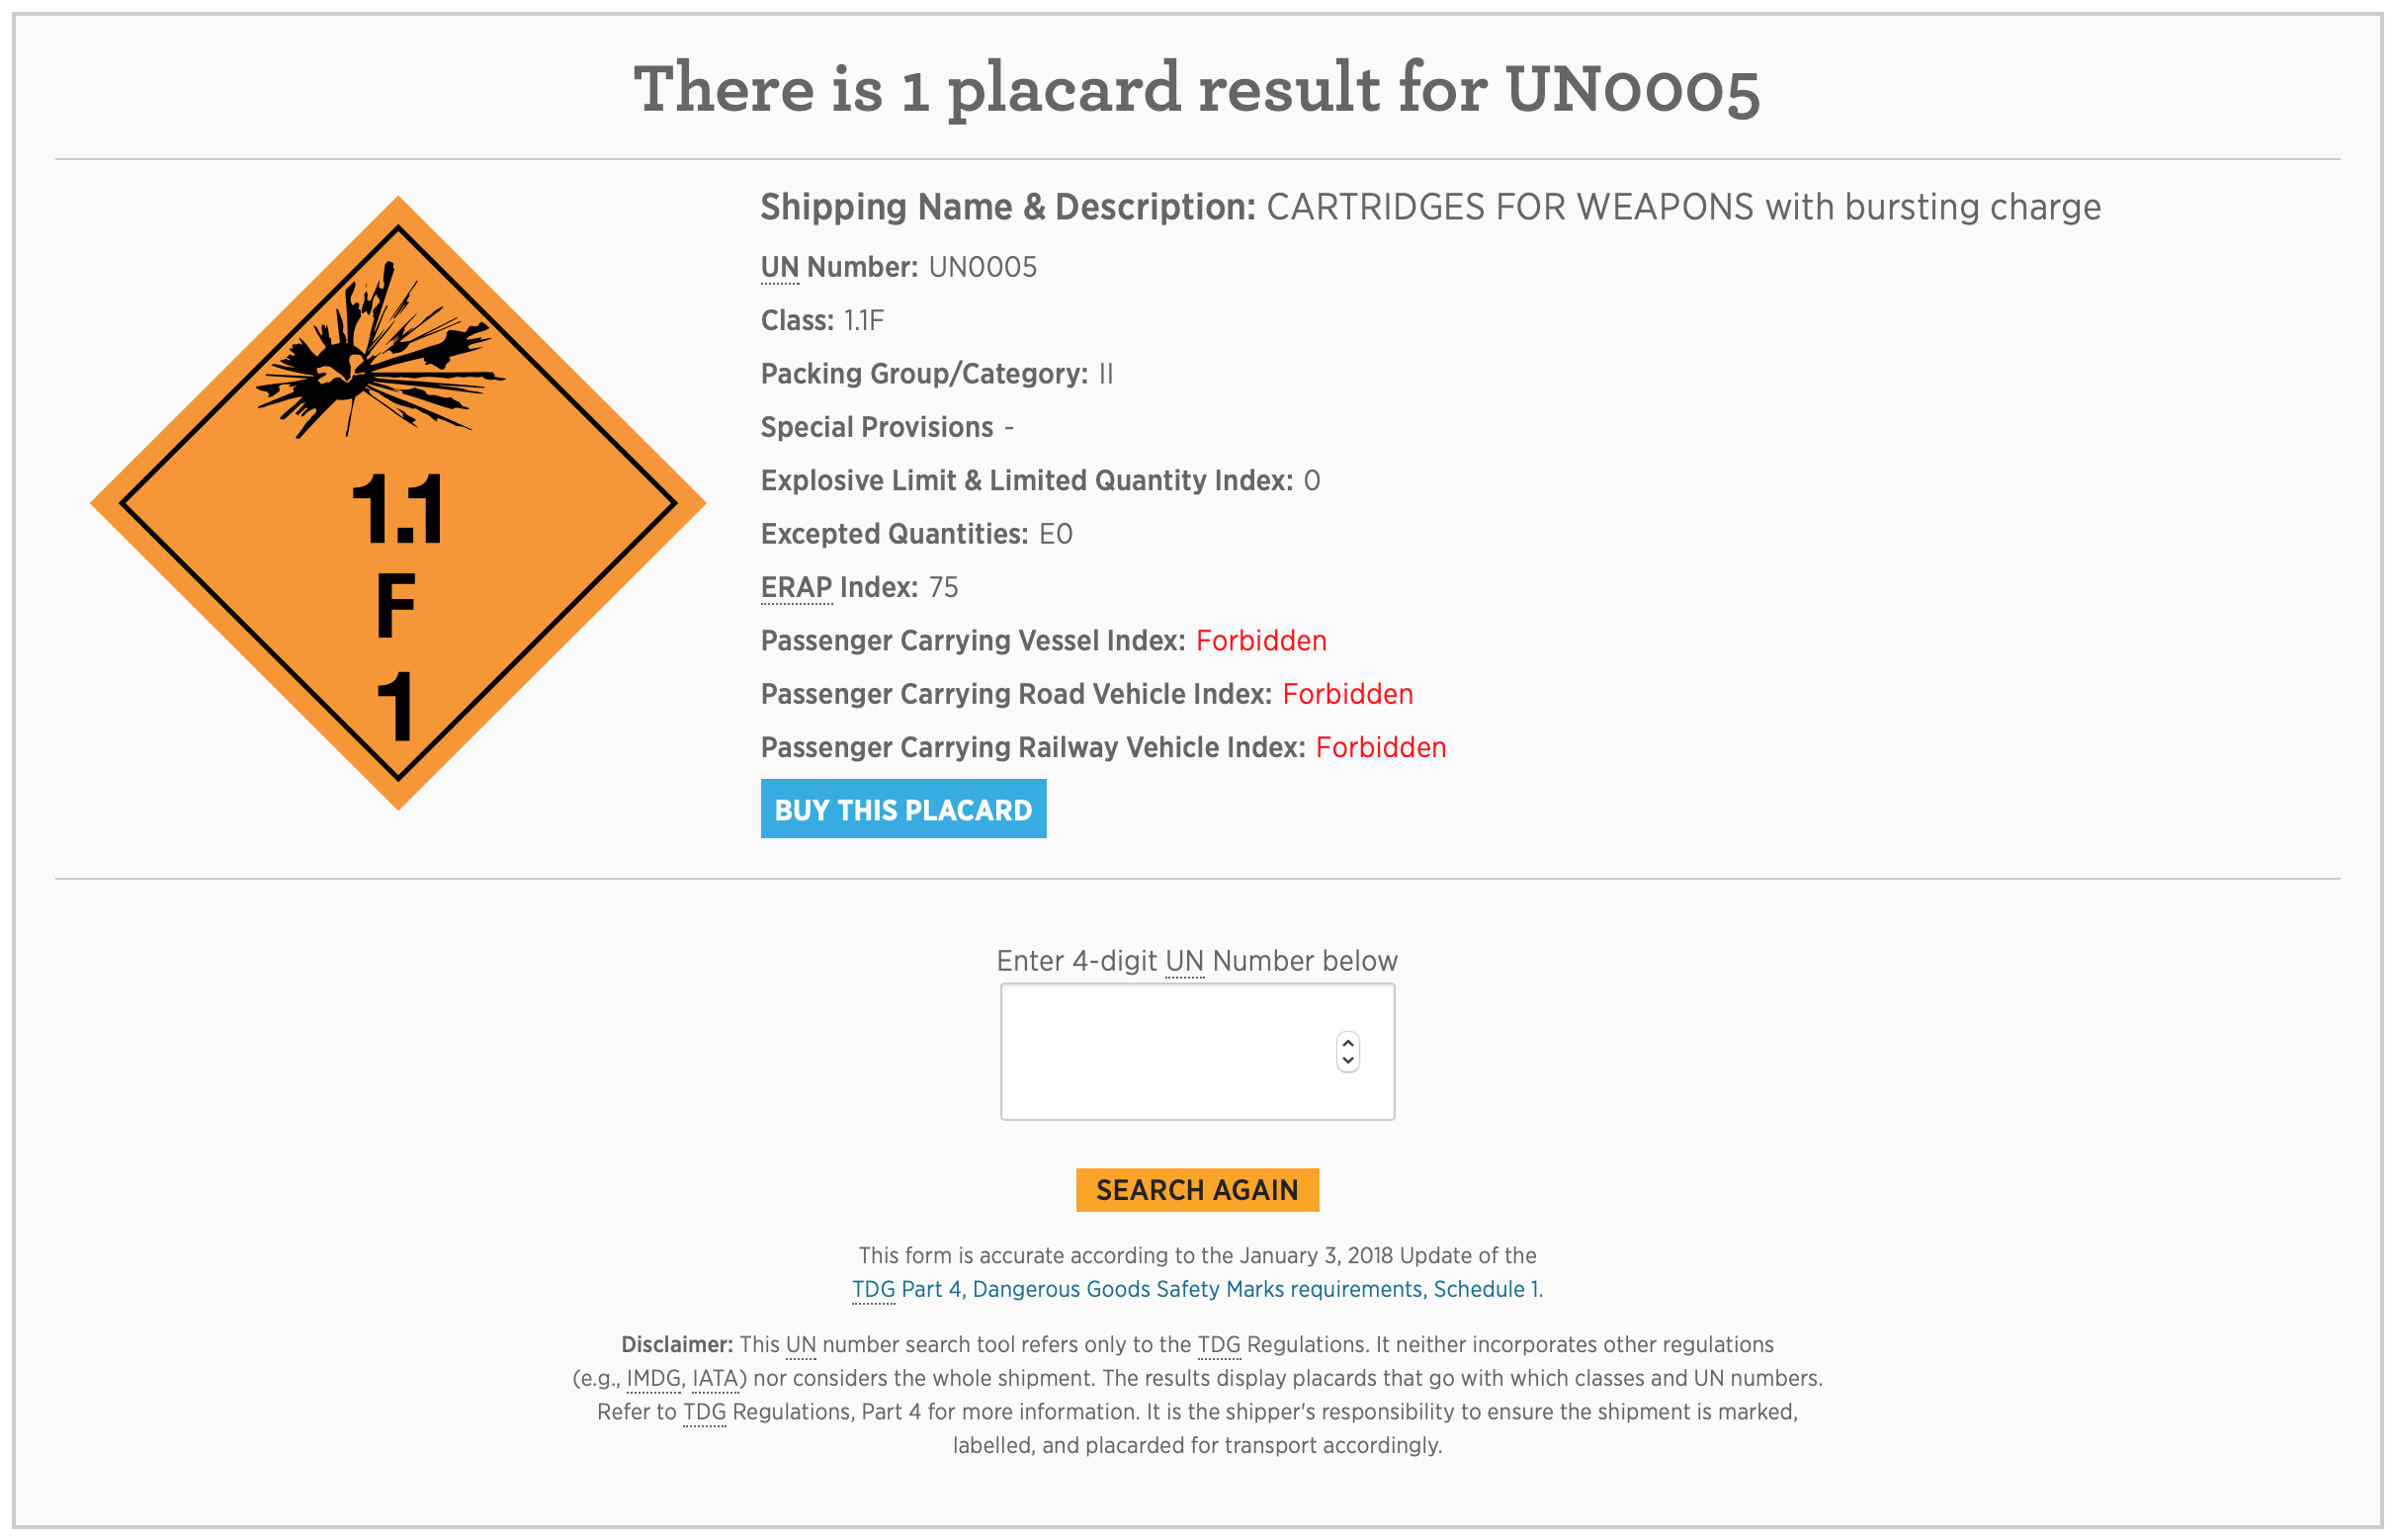 There is 1 placard result for UN0005
1.1
F
1
Shipping Name & Description: CARTRIDGES FOR WEAPONS with bursting charge
UN Number: UN0005
Class: 1.1F
Packing Group/Category: II
Special Provisions -
Explosive Limit & Limited Quantity Index: 0
Excepted Quantities: E0
ERAP Index: 75
Passenger Carrying Vessel Index: Forbidden
Passenger Carrying Road Vehicle Index: Forbidden
Passenger Carrying Railway Vehicle Index: Forbidden
BUY THIS PLACARD
Enter 4-digit UN Number below
SEARCH AGAIN
This form is accurate according to the January 3, 2018 Update of the
TDG Part 4, Dangerous Goods Safety Marks requirements, Schedule 1.
Disclaimer: This UN number search tool refers only to the TDG Regulations. It neither incorporates other regulations
(e.g., IMDG, IATA) nor considers the whole shipment. The results display placards that go with which classes and UN numbers.
Refer to TDG Regulations, Part 4 for more information. It is the shipper's responsibility to ensure the shipment is marked,
labelled, and placarded for transport accordingly.